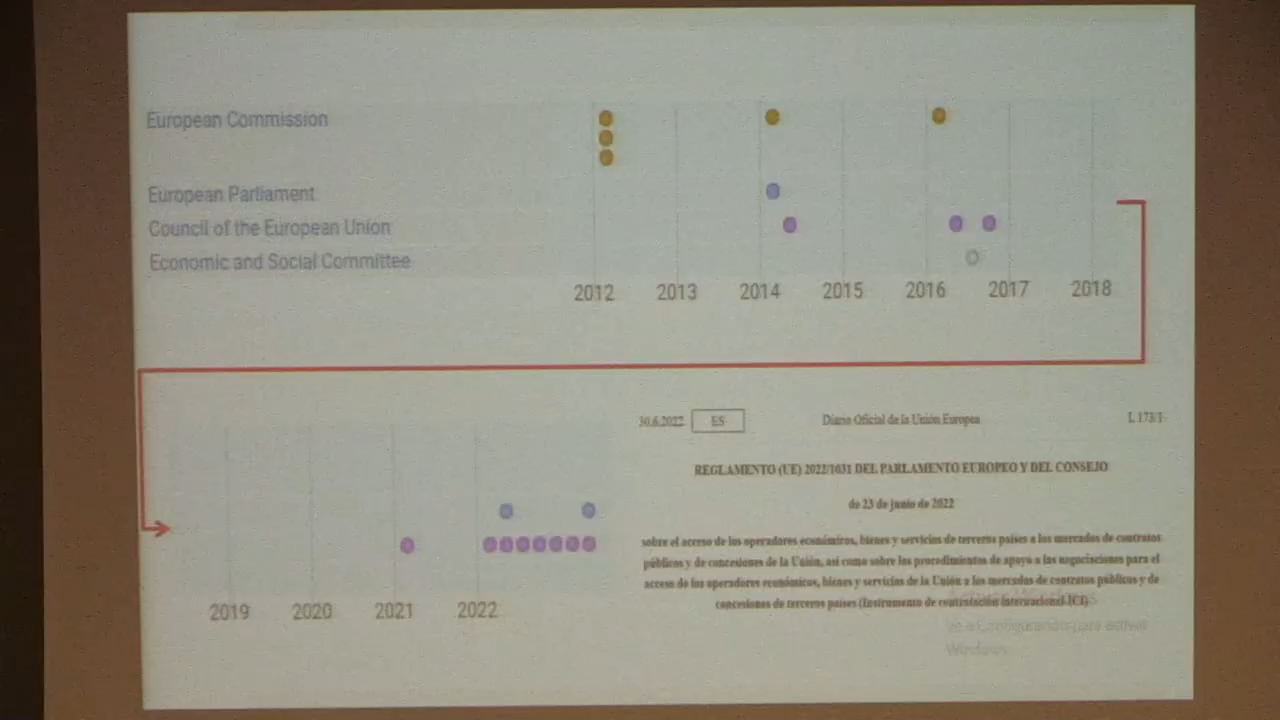 European Commission
European Parliament
Council of the European Union
Economic and Social Committee
2012 2013 2014 2015 2016 2017 2018
30.6.2022 ES Diario Oficial de la Unión Europea L 173/1
REGLAMENTO (UE) 2022/1031 DEL PARLAMENTO EUROPEO Y DEL CONSEJO
de 23 de junio de 2022
sobre el acceso de los operadores económicos, bienes y servicios de terceros países a los mercados de contratos
públicos y de concesiones de la Unión, así como sobre los procedimientos de apoyo a las negociaciones para el
acceso de los operadores económicos, bienes y servicios de la Unión a los mercados de contratos públicos y de
concesiones de terceros países (Instrumento de contratación internacional-ICI)
2019 2020 2021 2022
Ve a Configuración para activar
Windows